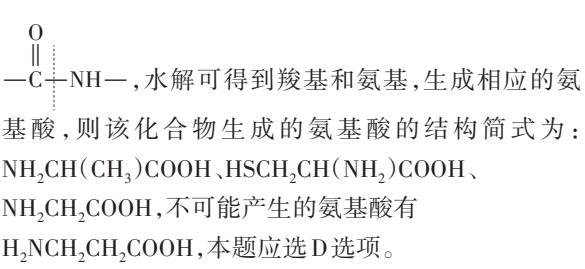 O
‖
—C—NH—,水解可得到羧基和氨基,生成相应的氨
基酸,则该化合物生成的氨基酸的结构简式为:
NH₂CH(CH₃)COOH、HSCH₂CH(NH₂)COOH、
NH₂CH₂COOH,不可能产生的氨基酸有
H₂NCH₂CH₂COOH,本题应选D选项。